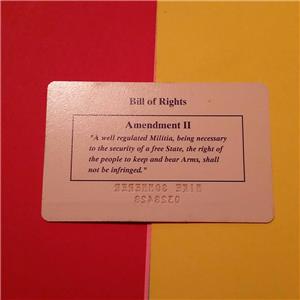 Bill of Rights
Amendment II
"A well regulated Militia, being necessary
to the security of a free State, the right of
the people to keep and bear Arms, shall
not be infringed."
MIKE